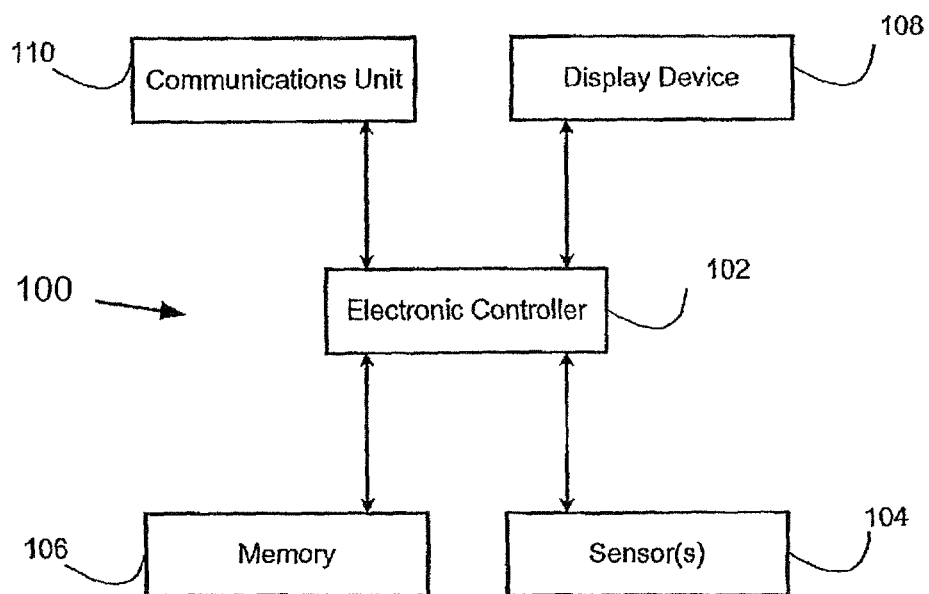 110
Communications Unit
Display Device
108
100
Electronic Controller
102
106
Memory
Sensor(s)
104